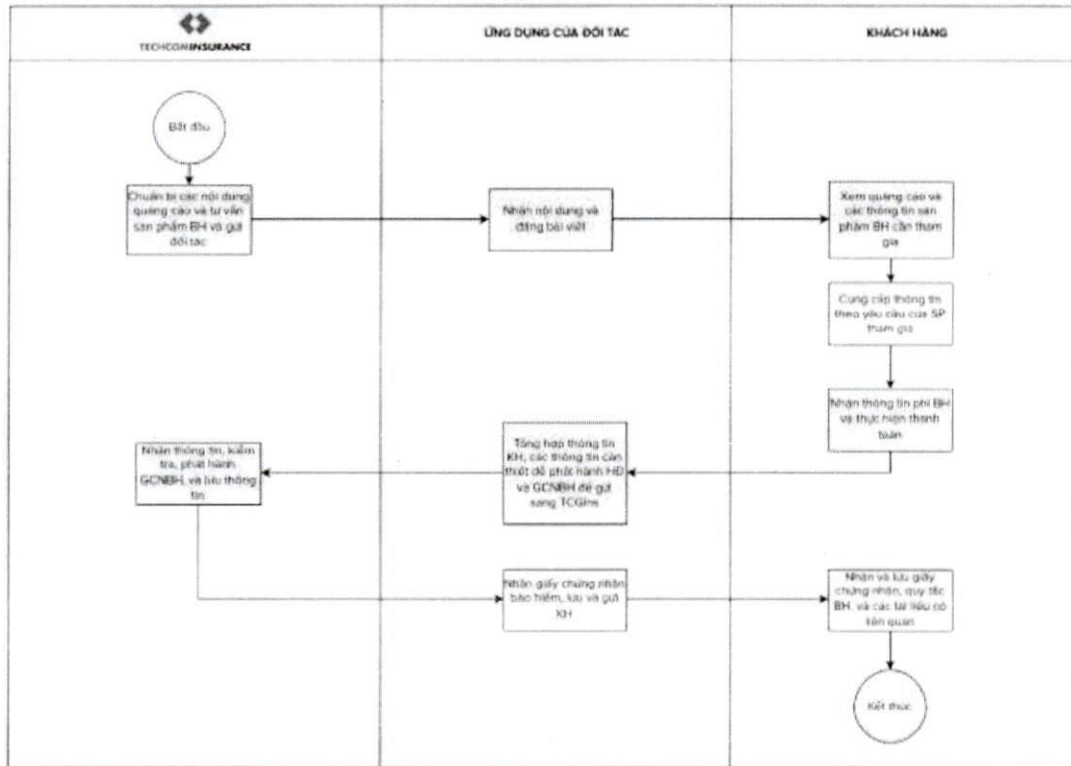 TECHCOMINSURANCE
ỨNG DỤNG CỦA ĐỐI TÁC
KHÁCH HÀNG
Bắt đầu
Chuẩn bị các nội dung
quảng cáo và tư vấn
sản phẩm BH và gửi
đối tác
Nhận nội dung và
đăng bài viết
Xem quảng cáo và
các thông tin sản
phẩm BH cần tham
gia
Cung cấp thông tin
theo yêu cầu của SP
tham gia
Nhận thông tin phí BH
và thực hiện thanh
toán
Tổng hợp thông tin
KH, các thông tin cần
thiết để phát hành HĐ
và GCNBH để gửi
sang TCGIns
Nhận thông tin, kiểm
tra, phát hành
GCNBH, và lưu thông
tin
Nhận giấy chứng nhận
bảo hiểm, lưu và gửi
KH
Nhận và lưu giấy
chứng nhận, quy tắc
BH, và các tài liệu có
liên quan
Kết thúc